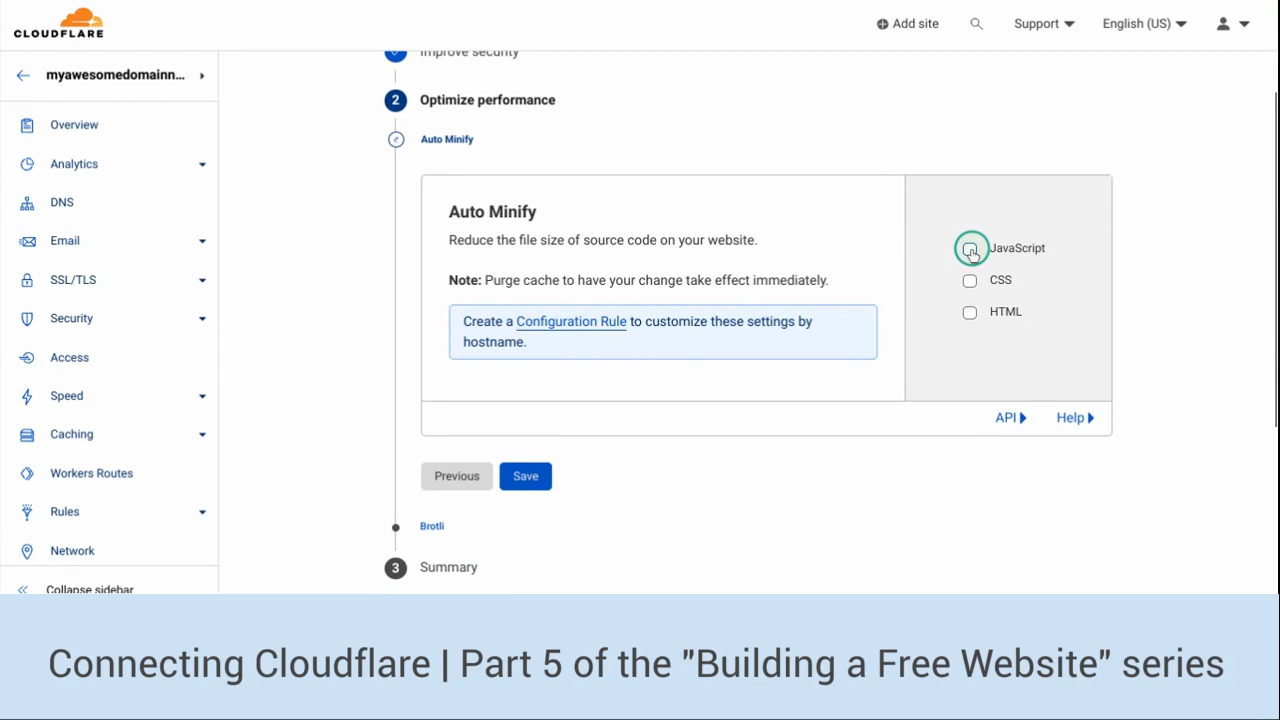 CLOUDFLARE
Add site
Support
English (US)
myawesomedomainn...
Overview
Analytics
DNS
Email
SSL/TLS
Security
Access
Speed
Caching
Workers Routes
Rules
Network
Collapse sidebar
Improve security
2 Optimize performance
Auto Minify
Auto Minify
Reduce the file size of source code on your website.
Note: Purge cache to have your change take effect immediately.
Create a Configuration Rule to customize these settings by
hostname.
JavaScript
CSS
HTML
API
Help
Previous
Save
Brotli
3 Summary
Connecting Cloudflare | Part 5 of the "Building a Free Website" series